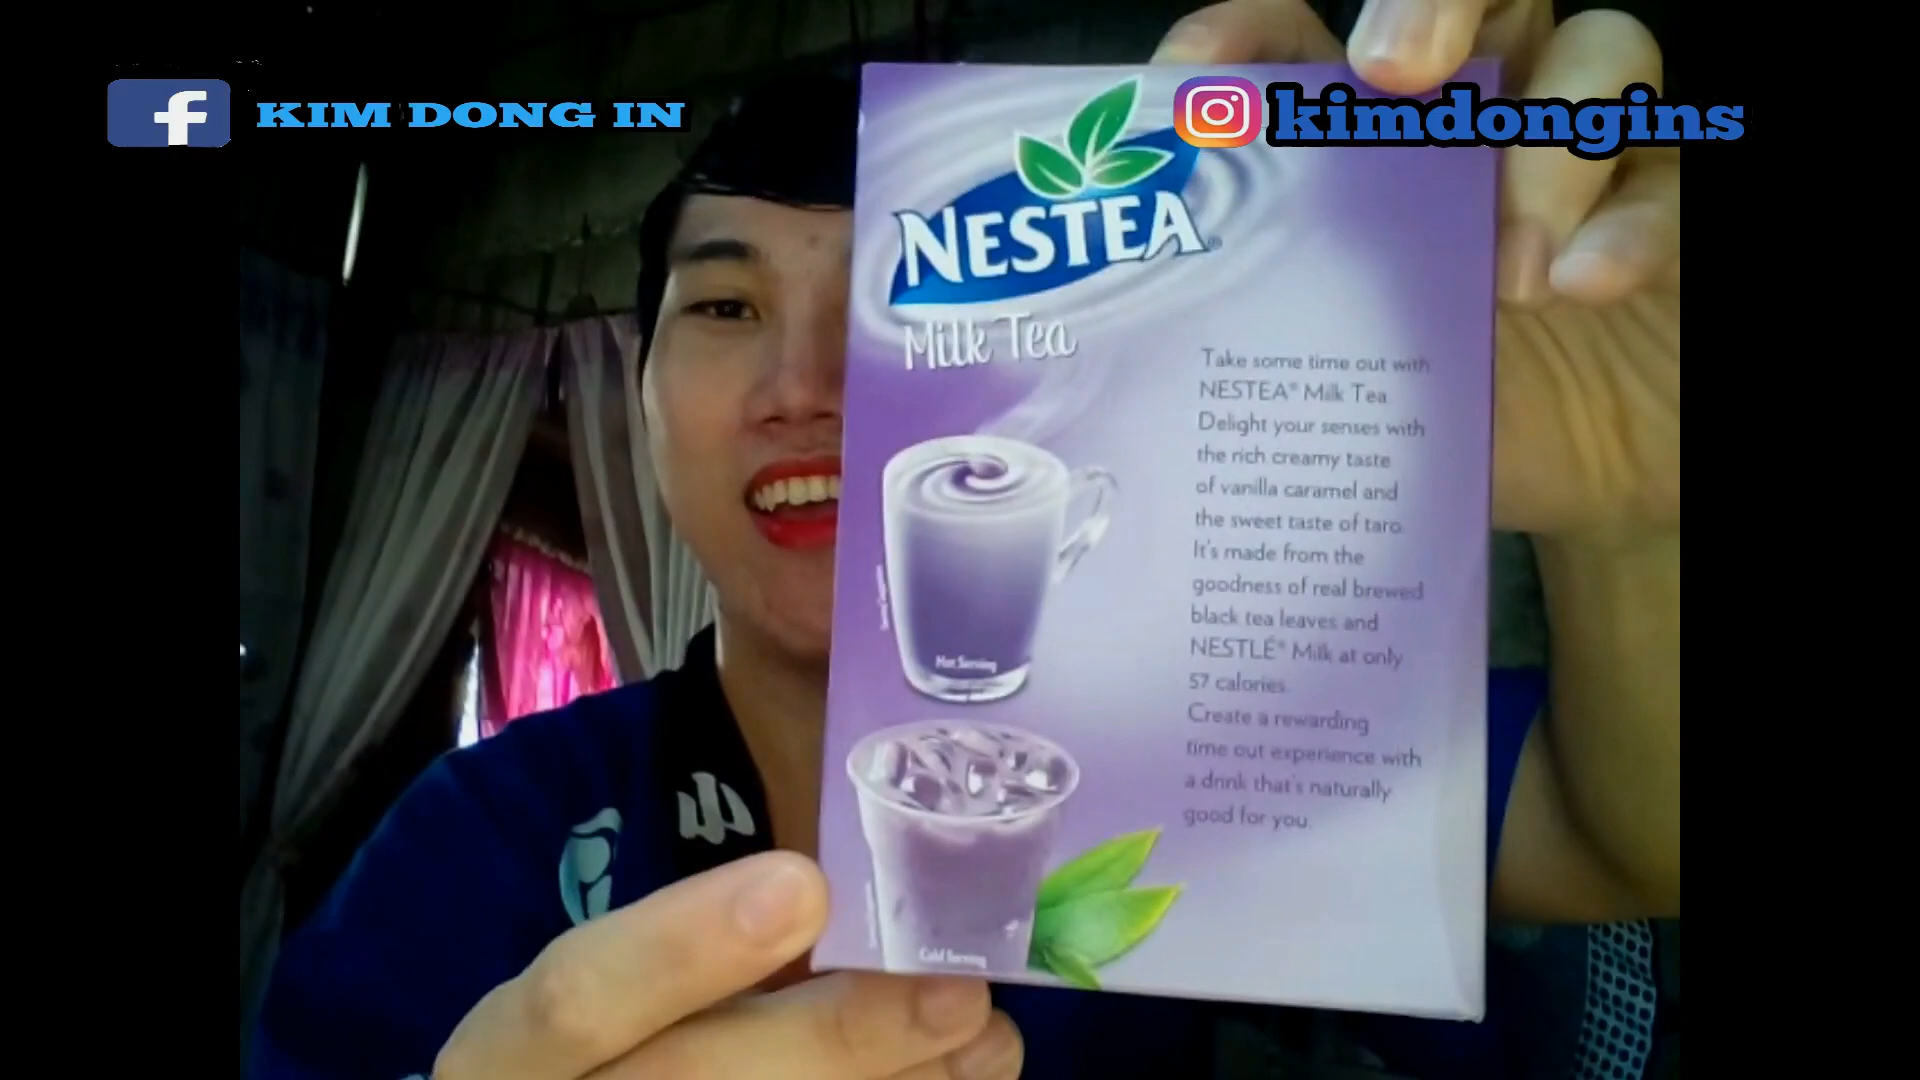 KIM DONG IN
kimdongins
NESTEA
Milk Tea
Take some time out with
NESTEA® Milk Tea.
Delight your senses with
the rich creamy taste
of vanilla caramel and
the sweet taste of taro.
It's made from the
goodness of real brewed
black tea leaves and
NESTLÉ® Milk at only
57 calories.
Create a rewarding
time out experience with
a drink that's naturally
good for you.
Hot Serving
Cold Serving